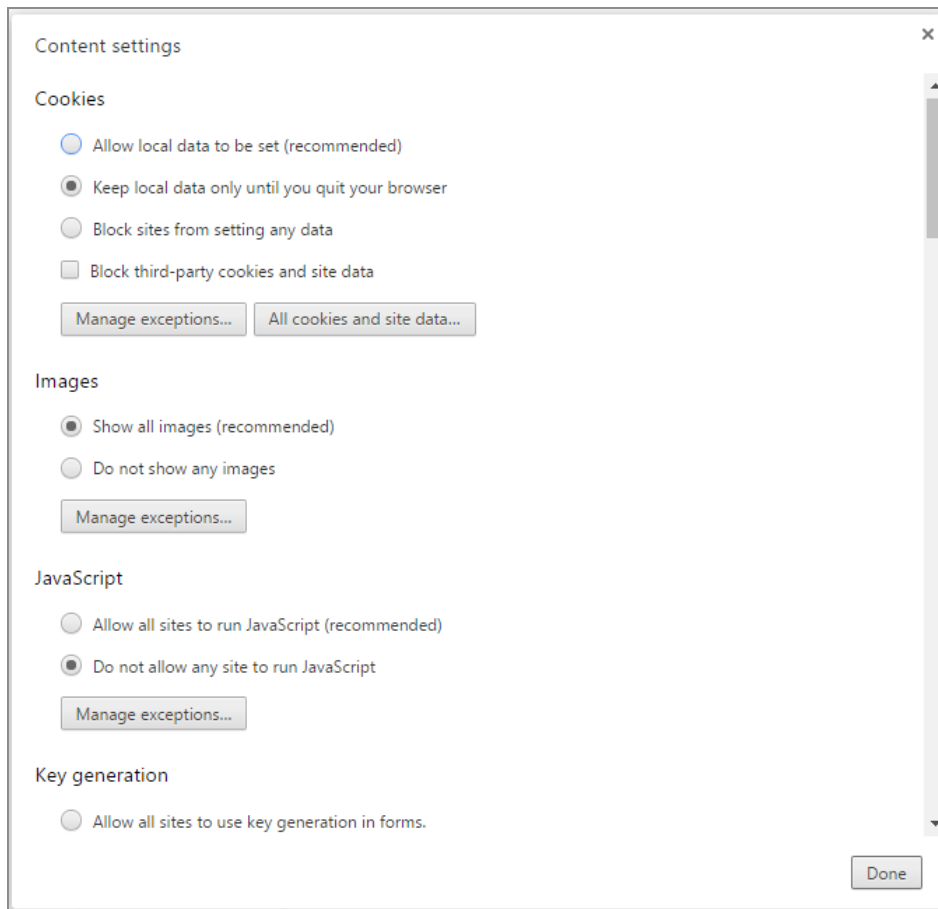 Content settings
Cookies
Allow local data to be set (recommended)
Keep local data only until you quit your browser
Block sites from setting any data
Block third-party cookies and site data
Manage exceptions... All cookies and site data...
Images
Show all images (recommended)
Do not show any images
Manage exceptions...
JavaScript
Allow all sites to run JavaScript (recommended)
Do not allow any site to run JavaScript
Manage exceptions...
Key generation
Allow all sites to use key generation in forms.
Done